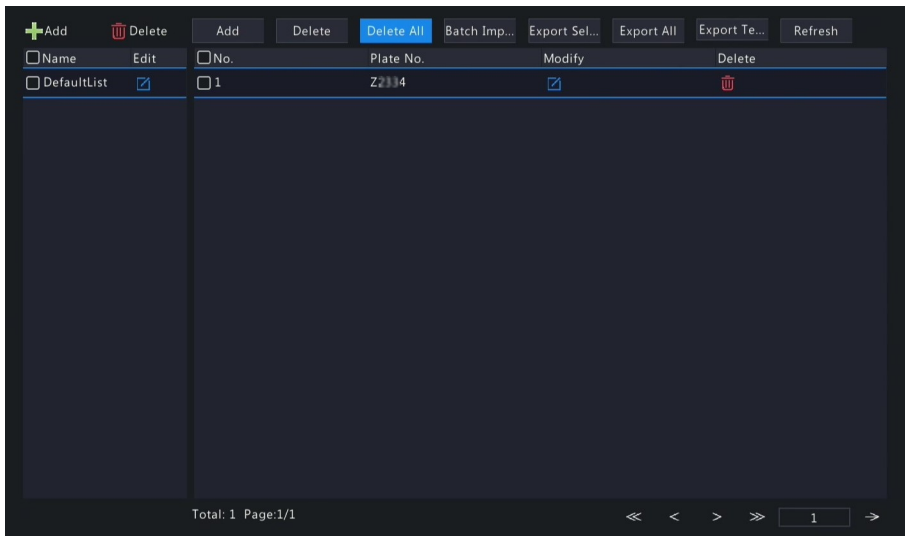 Add Delete Add Delete Delete All Batch Imp... Export Sel... Export All Export Te... Refresh
Name Edit No. Plate No. Modify Delete
DefaultList 1
Total: 1 Page:1/1 1